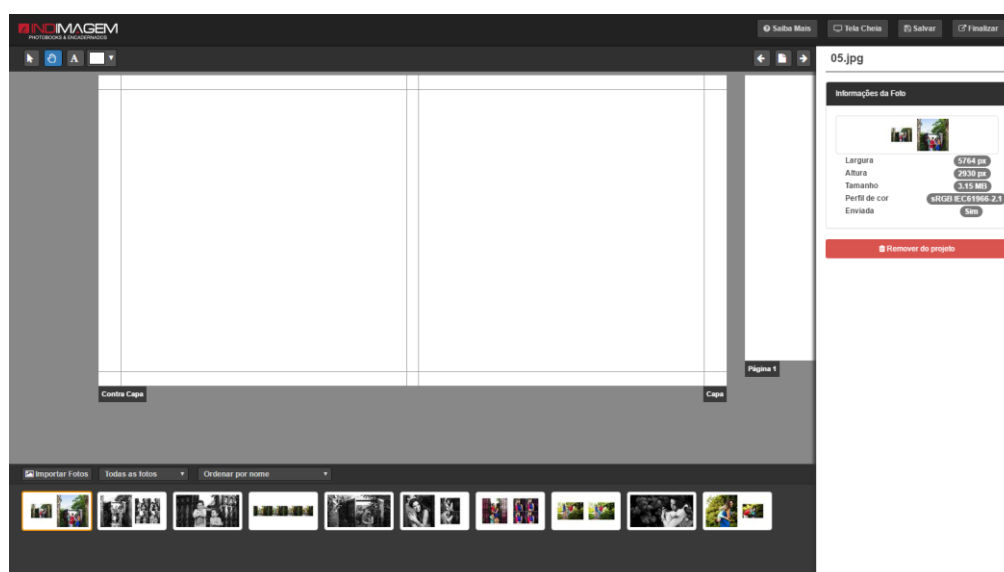 INDIMAGEM
PHOTOBOOKS & ENCADERNADOS
Saiba Mais
Tela Cheia
Salvar
Finalizar
A
05.jpg
Informações da Foto
Largura 5764 px
Altura 2930 px
Tamanho 3.15 MB
Perfil de cor sRGB IEC61966-2.1
Enviada Sim
Remover do projeto
Página 1
Contra Capa
Capa
Importar Fotos
Todas as fotos
Ordenar por nome